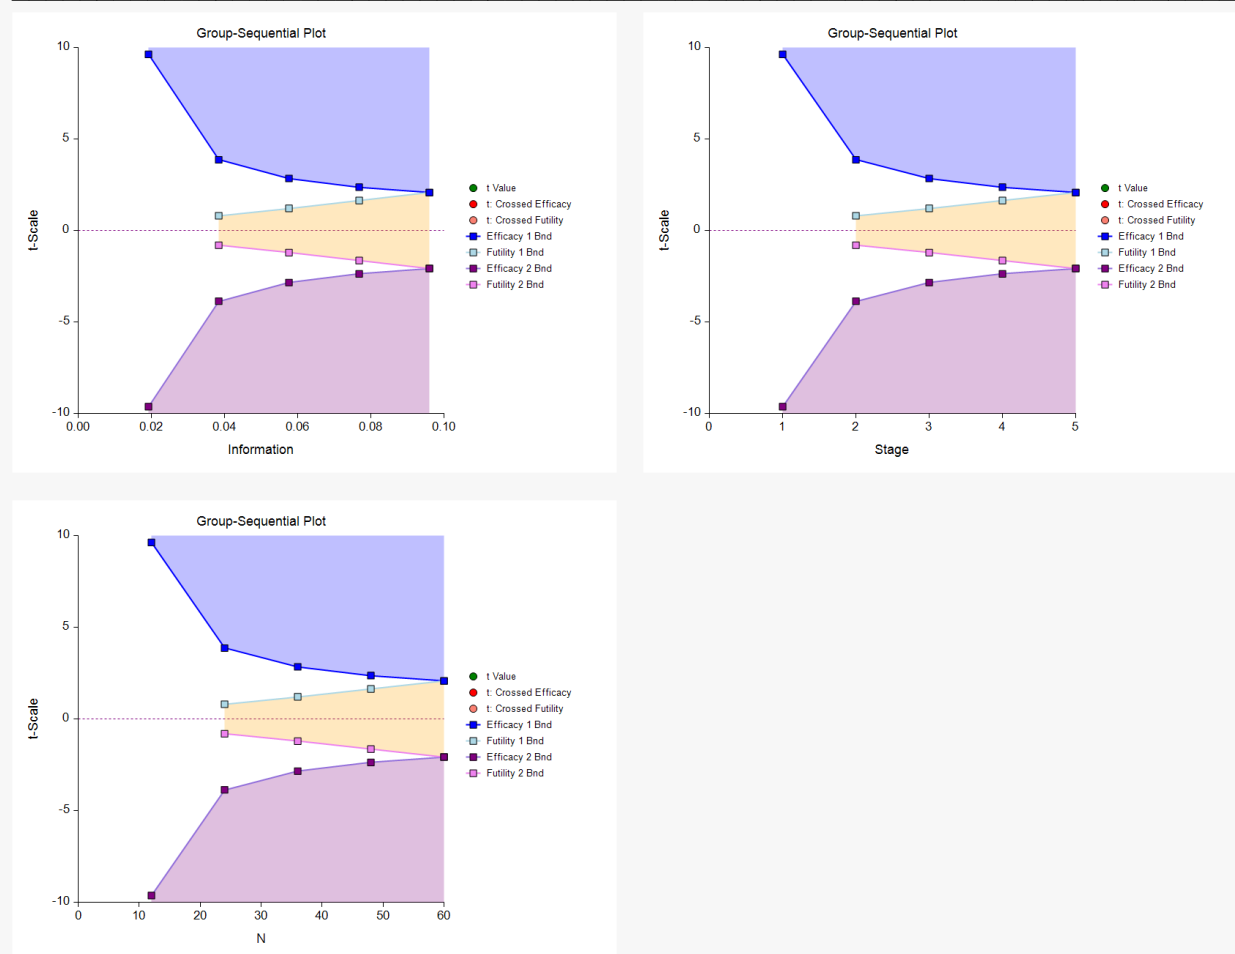 Group-Sequential Plot
10
5
0
-5
-10
t-Scale
0.00 0.02 0.04 0.06 0.08 0.10
Information
t Value
t: Crossed Efficacy
t: Crossed Futility
Efficacy 1 Bnd
Futility 1 Bnd
Efficacy 2 Bnd
Futility 2 Bnd
Group-Sequential Plot
10
5
0
-5
-10
t-Scale
0 1 2 3 4 5
Stage
t Value
t: Crossed Efficacy
t: Crossed Futility
Efficacy 1 Bnd
Futility 1 Bnd
Efficacy 2 Bnd
Futility 2 Bnd
Group-Sequential Plot
10
5
0
-5
-10
t-Scale
0 10 20 30 40 50 60
N
t Value
t: Crossed Efficacy
t: Crossed Futility
Efficacy 1 Bnd
Futility 1 Bnd
Efficacy 2 Bnd
Futility 2 Bnd